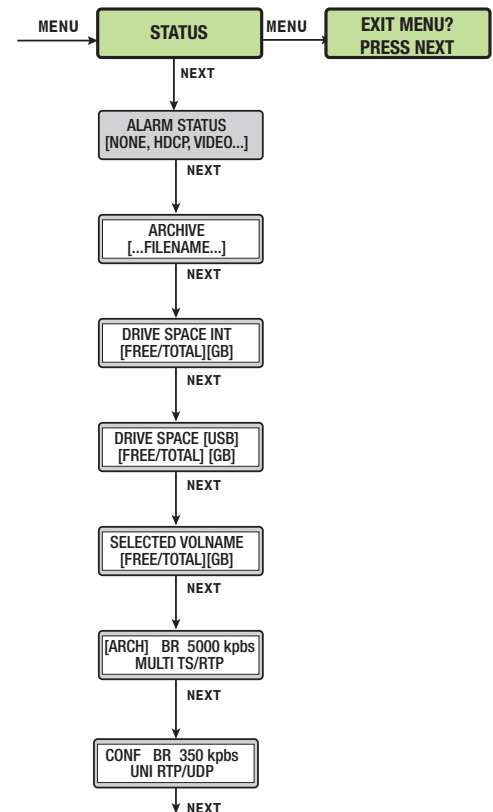 MENU
STATUS
MENU
EXIT MENU?
PRESS NEXT
NEXT
ALARM STATUS
[NONE, HDCP, VIDEO...]
NEXT
ARCHIVE
[...FILENAME...]
NEXT
DRIVE SPACE INT
[FREE/TOTAL][GB]
NEXT
DRIVE SPACE [USB]
[FREE/TOTAL] [GB]
NEXT
SELECTED VOLNAME
[FREE/TOTAL][GB]
NEXT
[ARCH] BR 5000 kpbs
MULTI TS/RTP
NEXT
CONF BR 350 kpbs
UNI RTP/UDP
NEXT